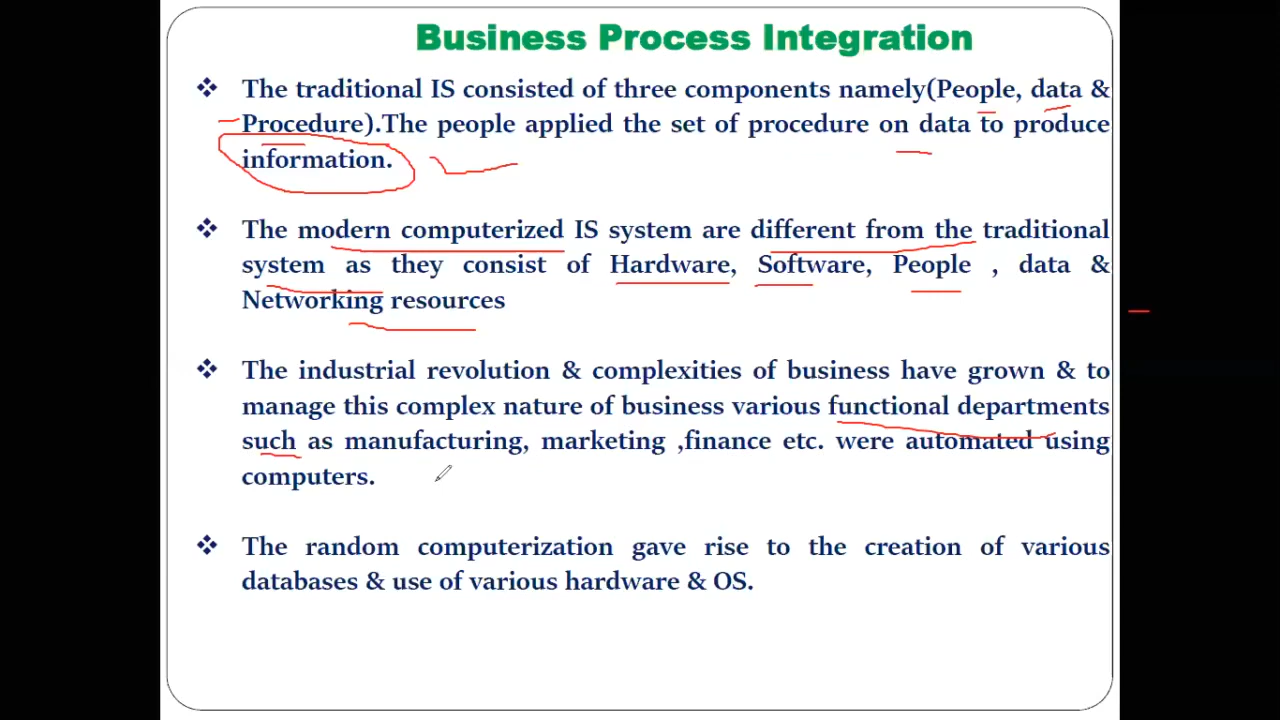 Business Process Integration
❖ The traditional IS consisted of three components namely(People, data &
Procedure).The people applied the set of procedure on data to produce
information.
❖ The modern computerized IS system are different from the traditional
system as they consist of Hardware, Software, People , data &
Networking resources
❖ The industrial revolution & complexities of business have grown & to
manage this complex nature of business various functional departments
such as manufacturing, marketing ,finance etc. were automated using
computers.
❖ The random computerization gave rise to the creation of various
databases & use of various hardware & OS.